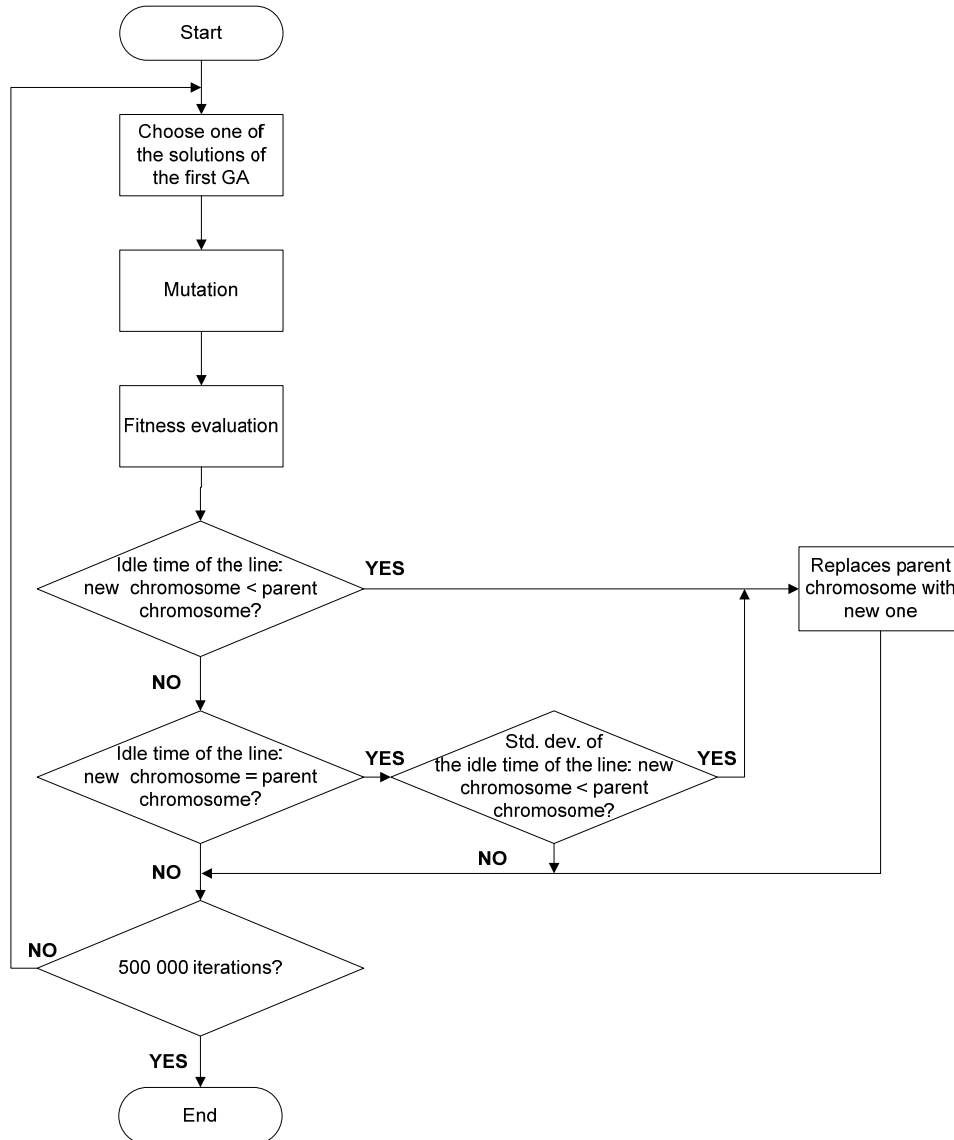 Start
Choose one of
the solutions of
the first GA
Mutation
Fitness evaluation
Idle time of the line:
new chromosome < parent
chromosome?
YES
Replaces parent
chromosome with
new one
NO
Idle time of the line:
new chromosome = parent
chromosome?
YES
Std. dev. of
the idle time of the line: new
chromosome < parent
chromosome?
YES
NO
NO
NO
500 000 iterations?
YES
End